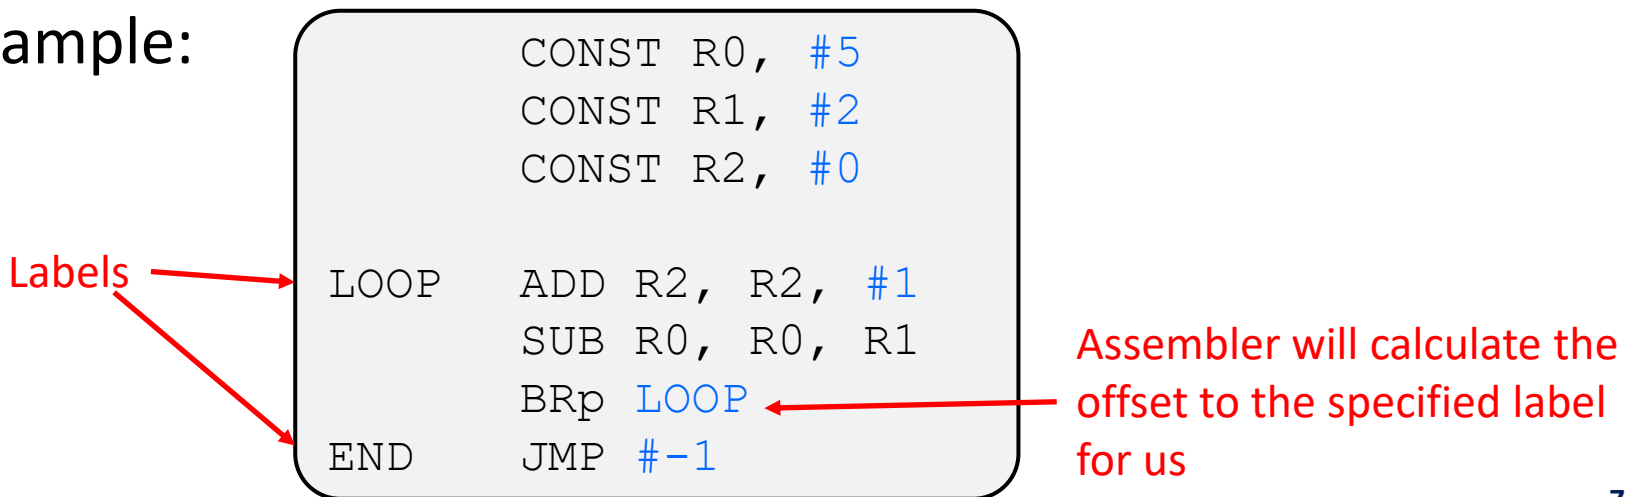 ample:
CONST R0, #5
CONST R1, #2
CONST R2, #0
Labels
LOOP ADD R2, R2, #1
SUB R0, R0, R1
BRp LOOP
END JMP #-1
Assembler will calculate the
offset to the specified label
for us